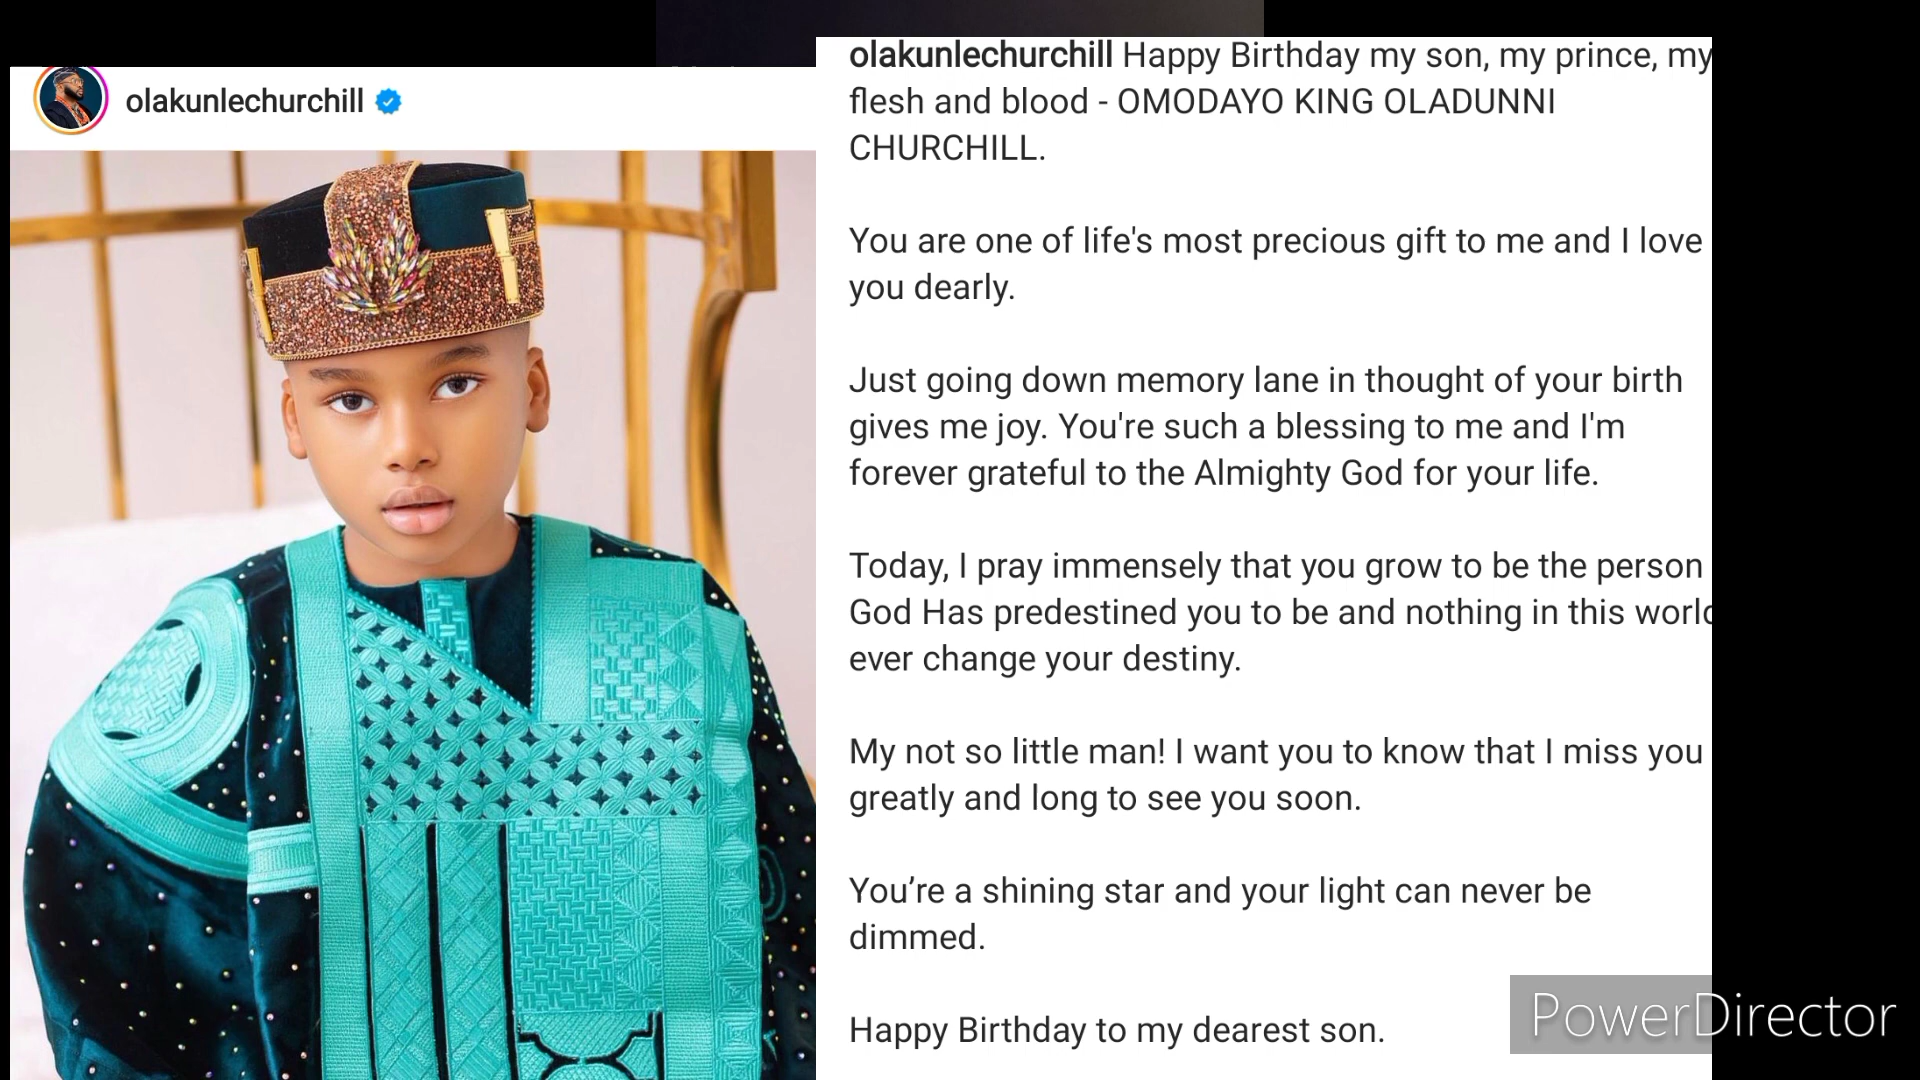 olakunlechurchill
olakunlechurchill Happy Birthday my son, my prince, my
flesh and blood - OMODAYO KING OLADUNNI
CHURCHILL.
You are one of life's most precious gift to me and I love
you dearly.
Just going down memory lane in thought of your birth
gives me joy. You're such a blessing to me and I'm
forever grateful to the Almighty God for your life.
Today, I pray immensely that you grow to be the person
God Has predestined you to be and nothing in this world
ever change your destiny.
My not so little man! I want you to know that I miss you
greatly and long to see you soon.
You’re a shining star and your light can never be
dimmed.
Happy Birthday to my dearest son.
PowerDirector